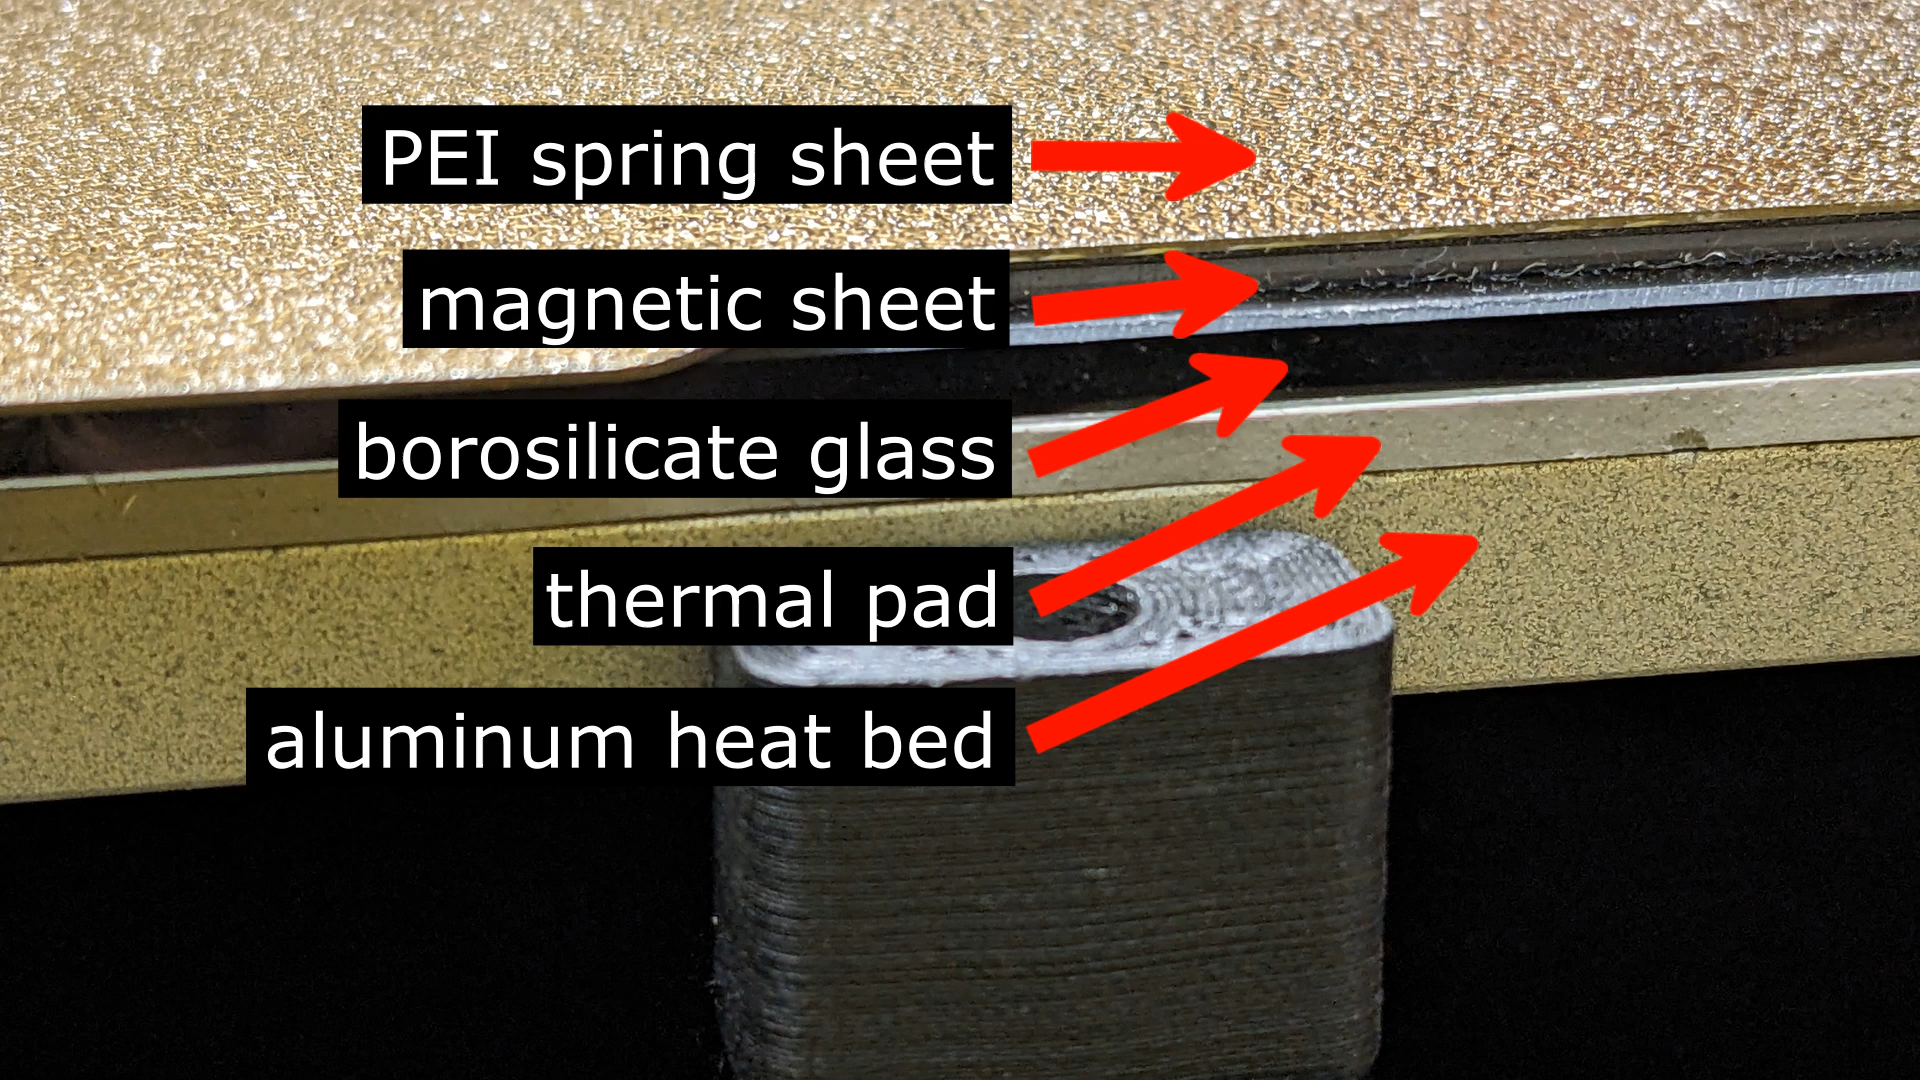 PEI spring sheet
magnetic sheet
borosilicate glass
thermal pad
aluminum heat bed